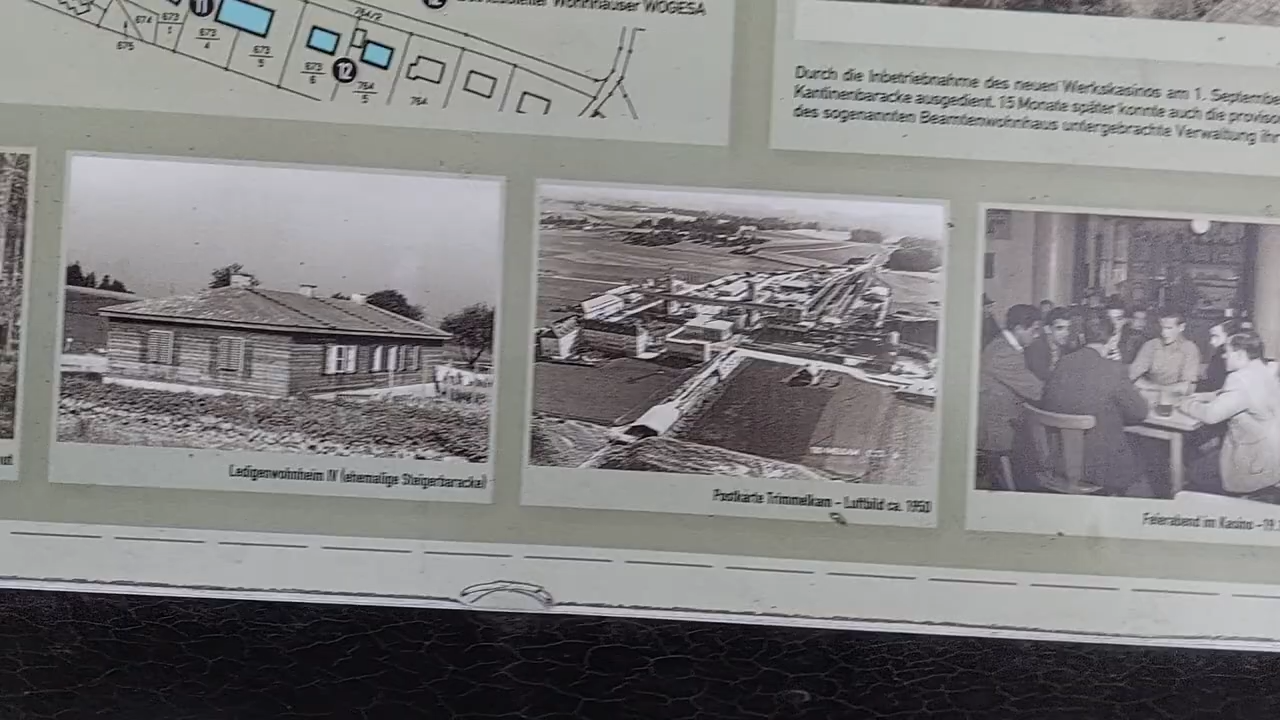 Wohnhäuser WOGESA
11
764/2
674
673
1
675
673
4
673
5
673
6
12
764
5
764
Durch die Inbetriebnahme des neuen Werkskasinos am 1. Septembe
Kantinenbaracke ausgedient. 15 Monate später konnte auch die proviso
des sogenannten Beamtenwohnhaus untergebrachte Verwaltung ihr
Ledigenwohnheim IV (ehemalige Steigerbaracke)
Postkarte Trimmelkam - Luftbild ca. 1950
Feierabend im Kasino -19.